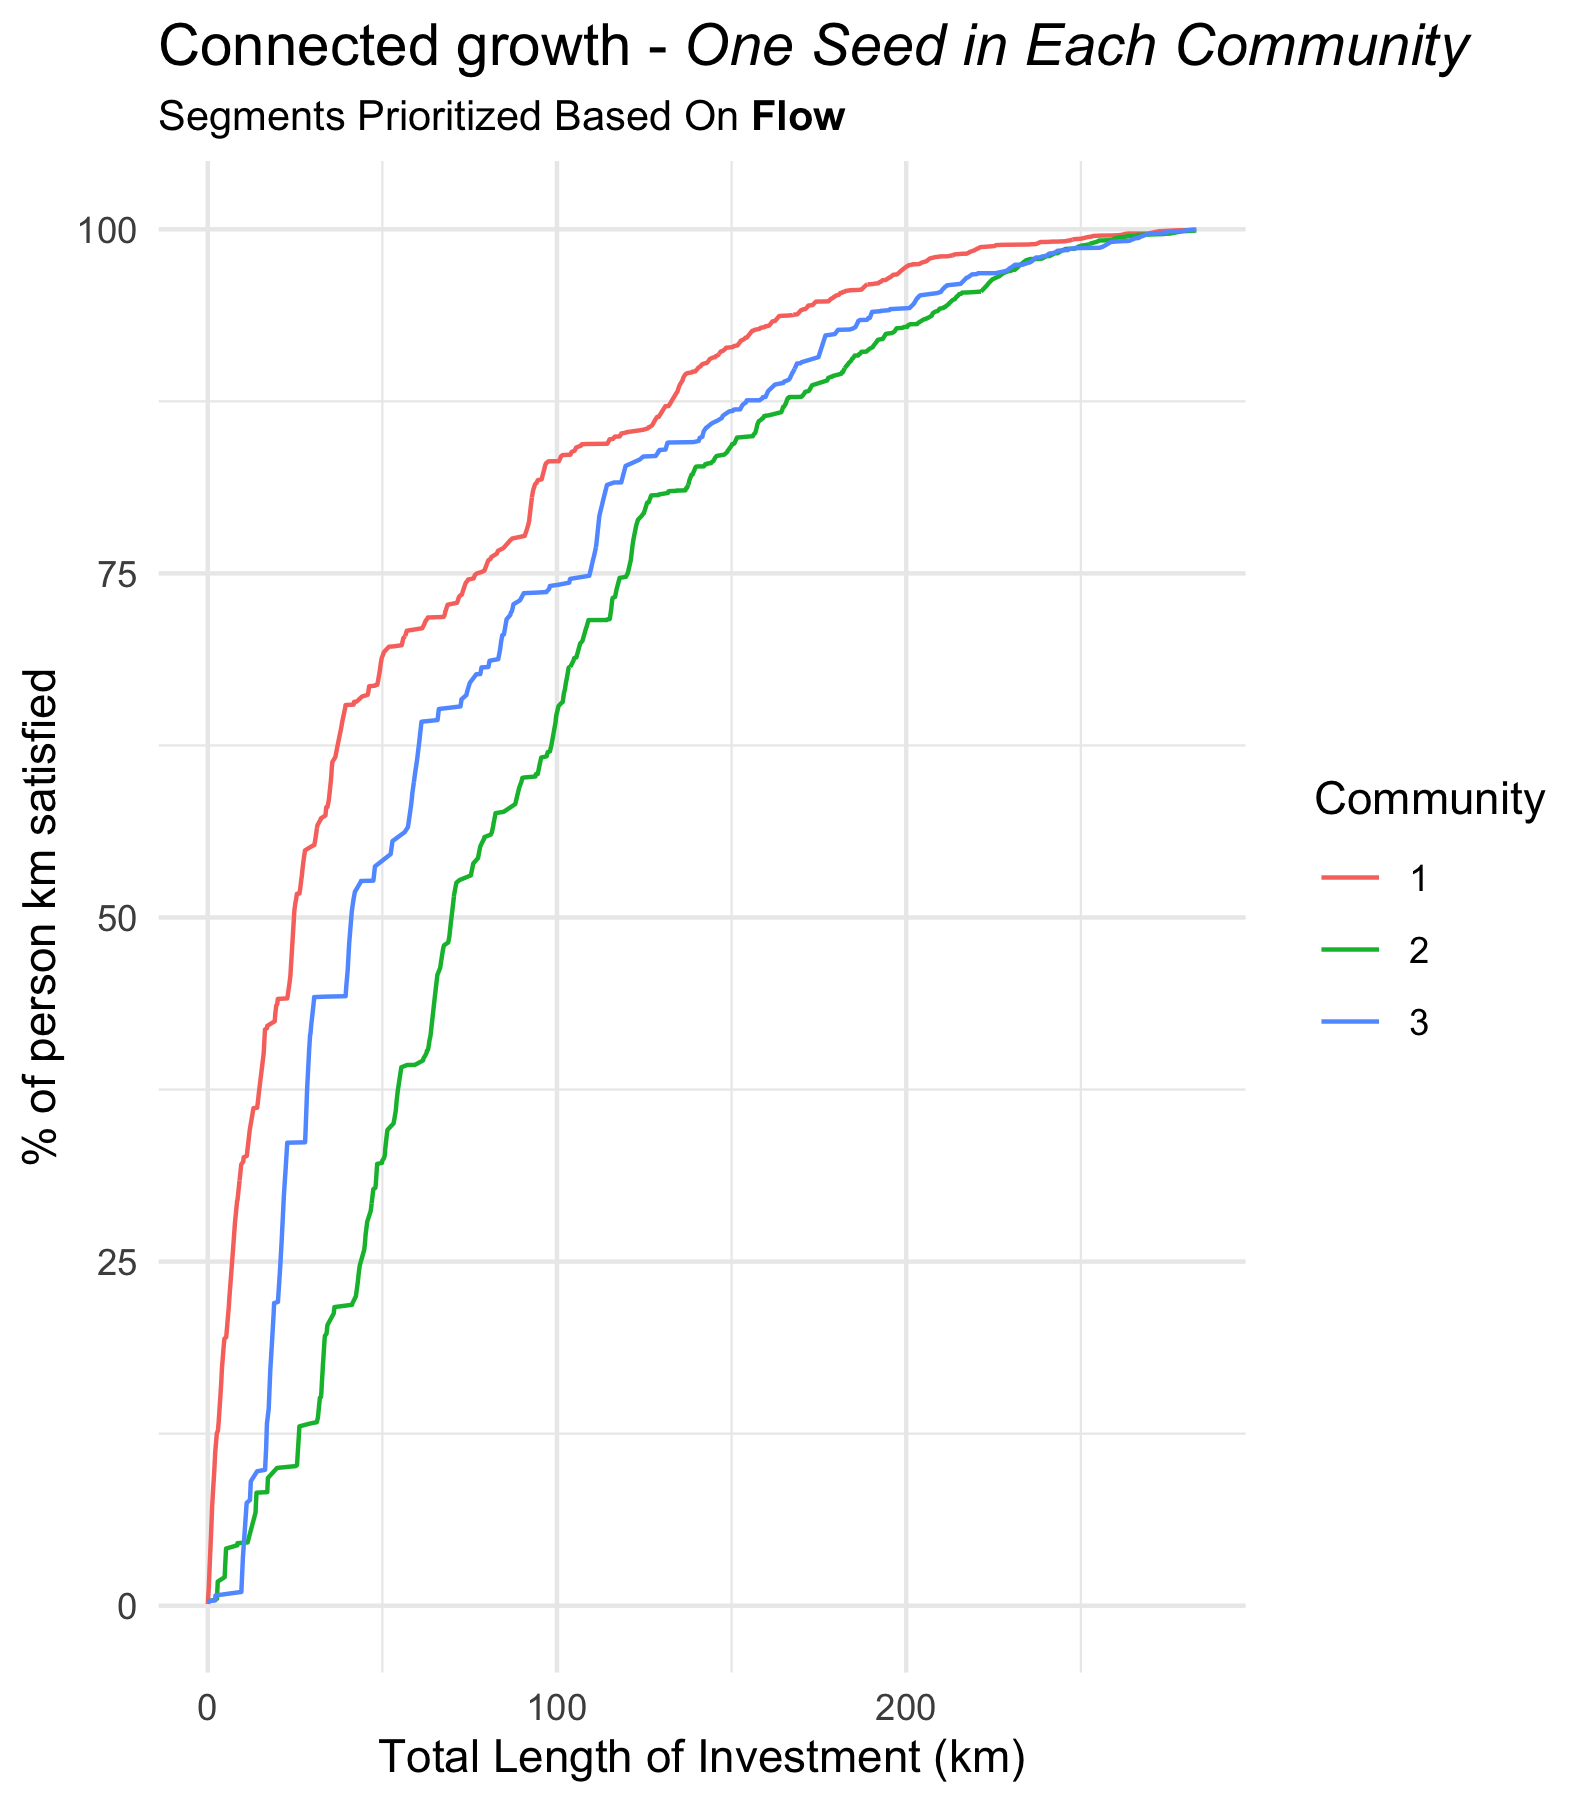 Connected growth - One Seed in Each Community
Segments Prioritized Based On Flow
100
75
50
25
0
% of person km satisfied
0 100 200
Total Length of Investment (km)
Community
1
2
3